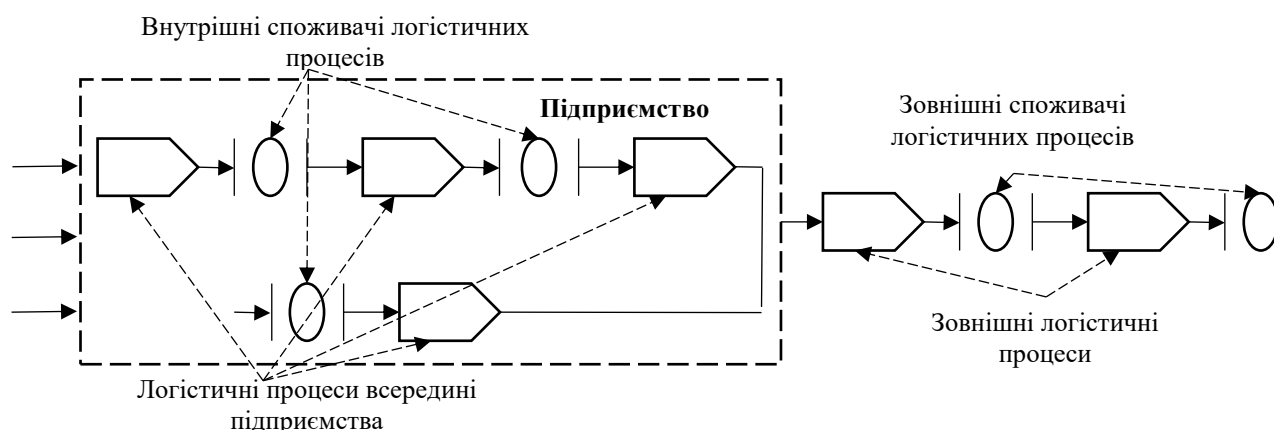 Внутрішні споживачі логістичних
процесів
Підприємство
Зовнішні споживачі
логістичних процесів
Зовнішні логістичні
процеси
Логістичні процеси всередині
підприємства